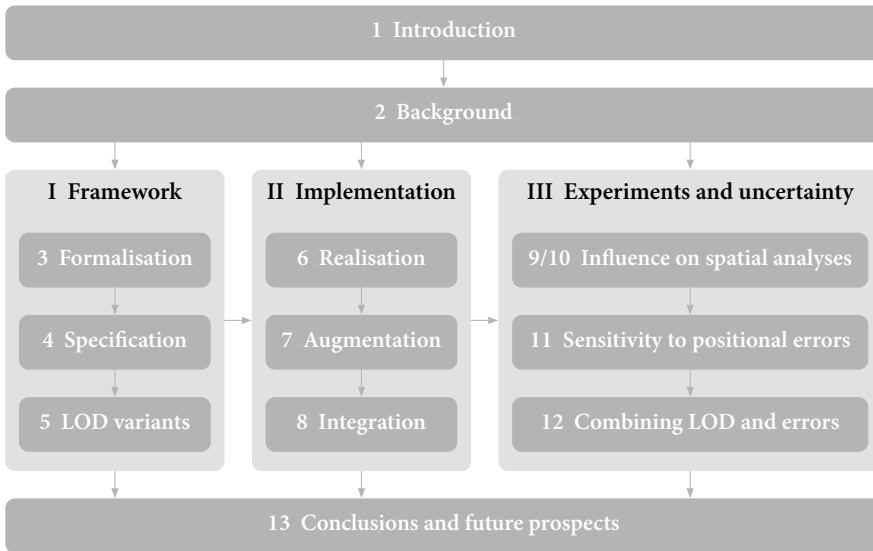 1 Introduction
2 Background
I Framework
3 Formalisation
4 Specification
5 LOD variants
II Implementation
6 Realisation
7 Augmentation
8 Integration
III Experiments and uncertainty
9/10 Influence on spatial analyses
11 Sensitivity to positional errors
12 Combining LOD and errors
13 Conclusions and future prospects